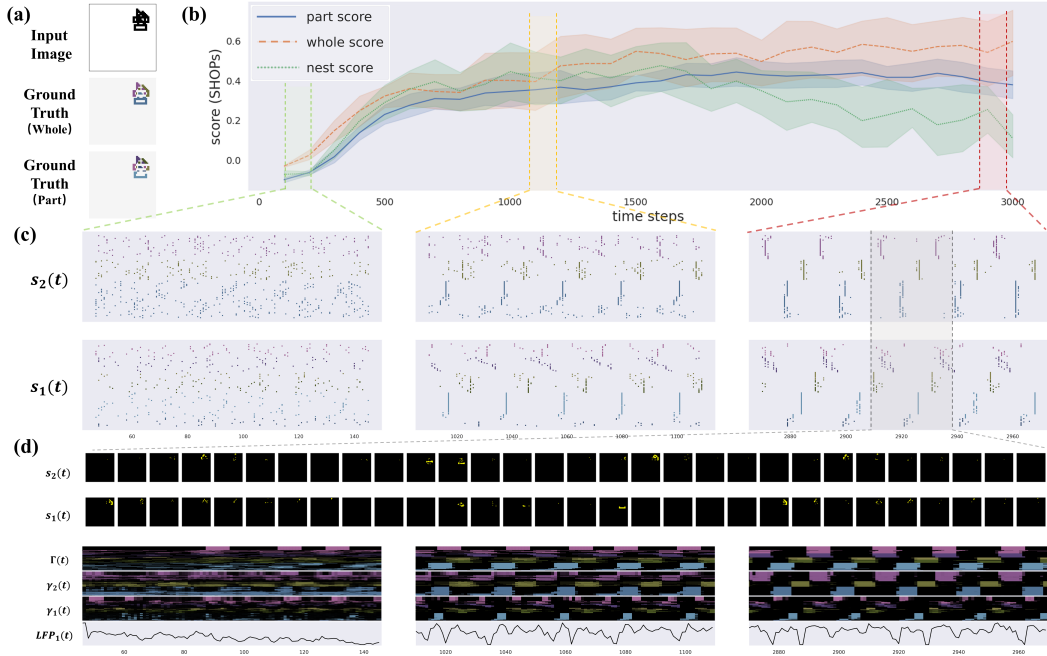 (a)
Input
Image
Ground
Truth
(Whole)
Ground
Truth
(Part)
(b)
part score
whole score
nest score
score (SHOPs)
0.6
0.4
0.2
0.0
0 500 1000 1500 2000 2500 3000
time steps
(c)
s₂(t)
s₁(t)
60 80 100 120 140
1020 1040 1060 1080 1100
2880 2900 2920 2940 2960
(d)
s₂(t)
s₁(t)
Γ(t)
γ₂(t)
γ₁(t)
LFP₁(t)
60 80 100 120 140
1020 1040 1060 1080 1100
2880 2900 2920 2940 2960